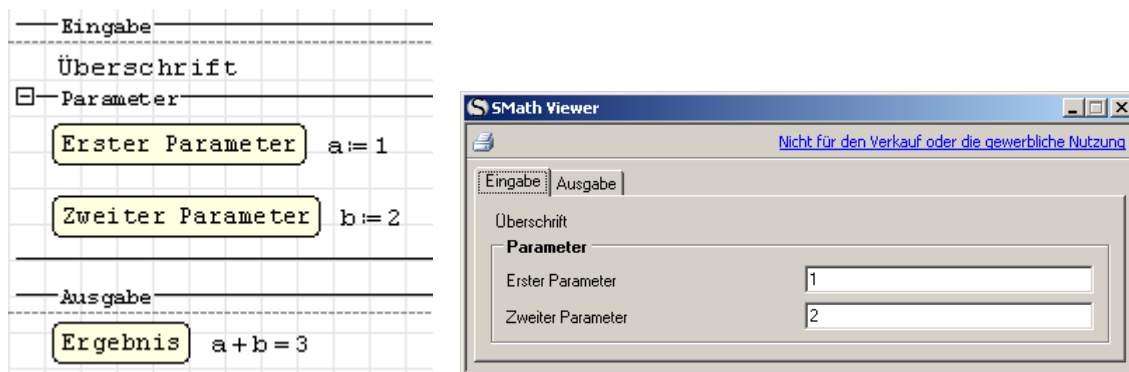 Eingabe
Überschrift
Parameter
Erster Parameter a:=1
Zweiter Parameter b:=2
Ausgabe
Ergebnis a+b=3
SMath Viewer
Nicht für den Verkauf oder die gewerbliche Nutzung
Eingabe Ausgabe
Überschrift
Parameter
Erster Parameter 1
Zweiter Parameter 2